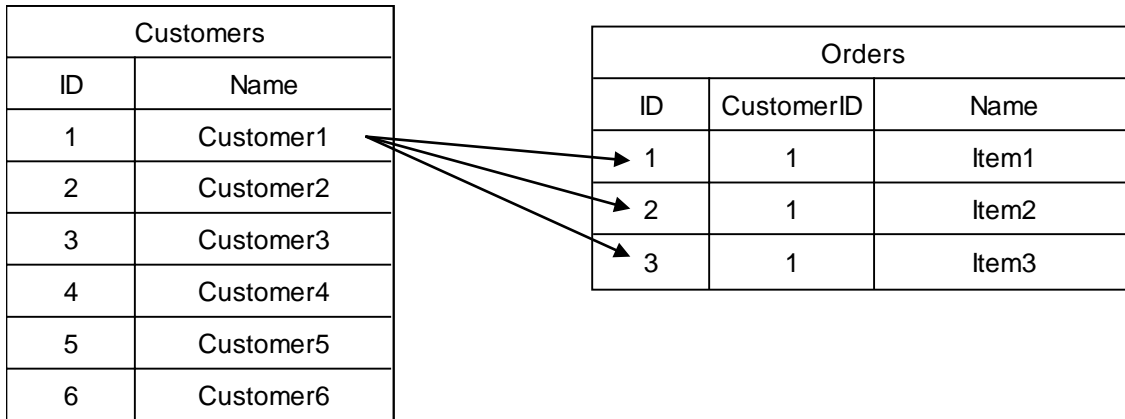 Customers
ID Name
1 Customer1
2 Customer2
3 Customer3
4 Customer4
5 Customer5
6 Customer6
Orders
ID CustomerID Name
1 1 Item1
2 1 Item2
3 1 Item3